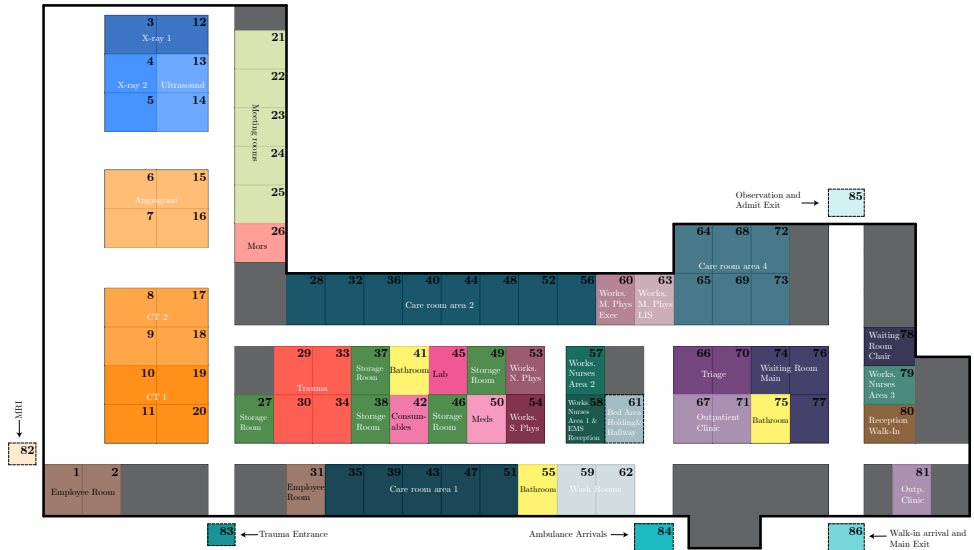 3
12
X-ray 1
4
13
X-ray 2
Ultrasound
5
14
6
15
Angiogram
7
16
8
17
CT 2
9
18
10
19
CT 1
11
20
21
22
23
Meeting rooms
24
25
26
Mors
28
32
36
40
44
48
52
56
Care room area 2
60
Works.
M. Phys
Exec
63
Works.
M. Phys
LIS
64
68
72
Care room area 4
65
69
73
Observation and
Admit Exit
85
29
33
Trauma
30
34
27
Storage
Room
37
Storage
Room
38
Storage
Room
41
Bathroom
42
Consum-
ables
45
Lab
46
Storage
Room
49
Storage
Room
50
Meds
53
Works.
N. Phys
54
Works.
S. Phys
57
Works.
Nurses
Area 2
58
Works
Nurses
Area 1 &
EMS
Reception
61
Bed Area
Holding&
Hallway
66
70
Triage
67
71
Outpatient
Clinic
74
76
Waiting Room
Main
75
Bathroom
77
78
Waiting
Room
Chair
79
Works.
Nurses
Area 3
80
Reception
Walk-In
MRI
82
1
2
Employee Room
31
Employee
Room
35
39
43
47
51
Care room area 1
55
Bathroom
59
62
Wash Rooms
81
Outp.
Clinic
83
Trauma Entrance
Ambulance Arrivals
84
86
Walk-in arrival and
Main Exit